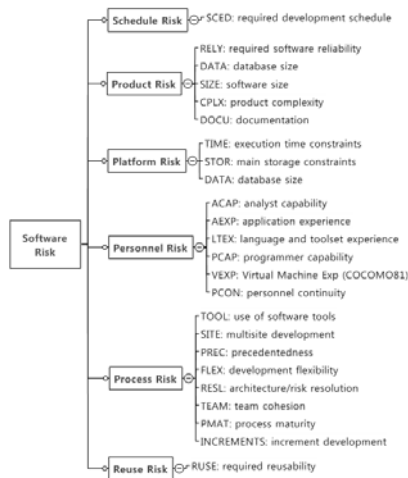 Schedule Risk
SCED: required development schedule
Product Risk
RELY: required software reliability
DATA: database size
SIZE: software size
CPLX: product complexity
DOCU: documentation
Platform Risk
TIME: execution time constraints
STOR: main storage constraints
DATA: database size
Software
Risk
Personnel Risk
ACAP: analyst capability
AEXP: application experience
LTEX: language and toolset experience
PCAP: programmer capability
VEXP: Virtual Machine Exp (COCOMO81)
PCON: personnel continuity
Process Risk
TOOL: use of software tools
SITE: multisite development
PREC: precedentedness
FLEX: development flexibility
RESL: architecture/risk resolution
TEAM: team cohesion
PMAT: process maturity
INCREMENTS: increment development
Reuse Risk
RUSE: required reusability